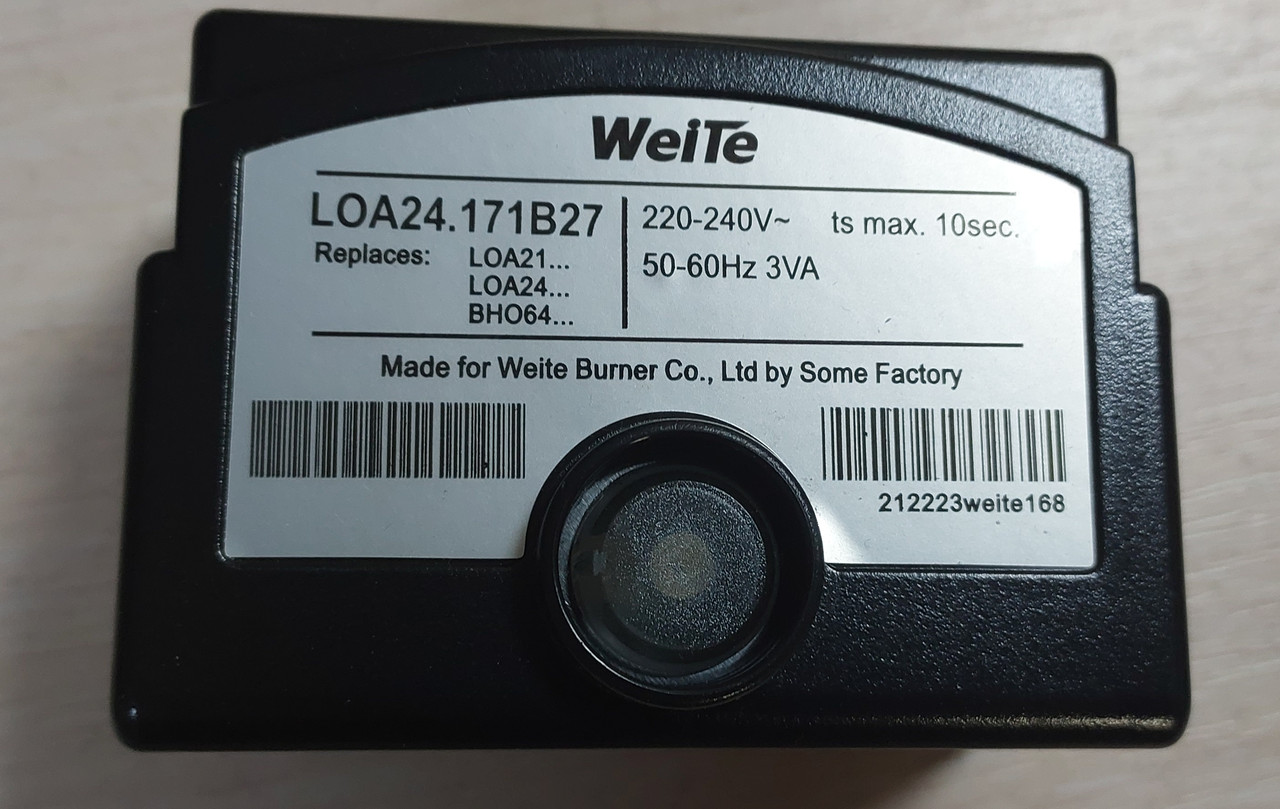 WeiTe
LOA24.171B27
Replaces: LOA21...
LOA24...
BHO64...
220-240V~ ts max. 10sec.
50-60Hz 3VA
Made for Weite Burner Co., Ltd by Some Factory
212223weite168